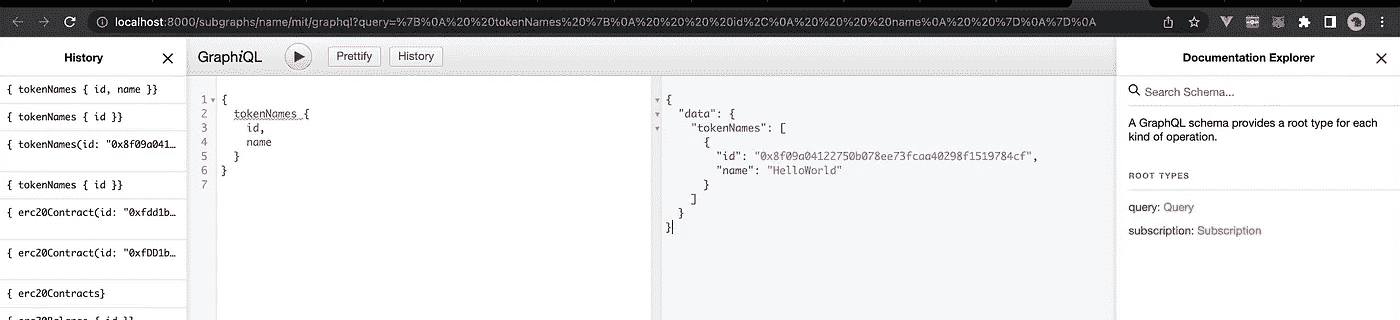 localhost:8000/subgraphs/name/mit/graphql?query=%7B%0A%20%20tokenNames%20%7B%0A%20%20%20%20id%2C%0A%20%20%20%20name%0A%20%20%7D%0A%7D%0A
History
{ tokenNames { id, name }}
{ tokenNames { id }}
{ tokenNames(id: "0x8f09a041…
{ tokenNames { id }}
{ erc20Contract(id: "0xfdd1b…
{ erc20Contract(id: "0xfDD1b…
{ erc20Contracts}
{ erc20Balance { id }}
GraphiQL
Prettify
History
1 {
2 tokenNames {
3 id,
4 name
5 }
6 }
7
{
"data": {
"tokenNames": [
{
"id": "0x8f09a04122750b078ee73fcaa40298f1519784cf",
"name": "HelloWorld"
}
]
}
}
Documentation Explorer
Search Schema...
A GraphQL schema provides a root type for each
kind of operation.
ROOT TYPES
query: Query
subscription: Subscription